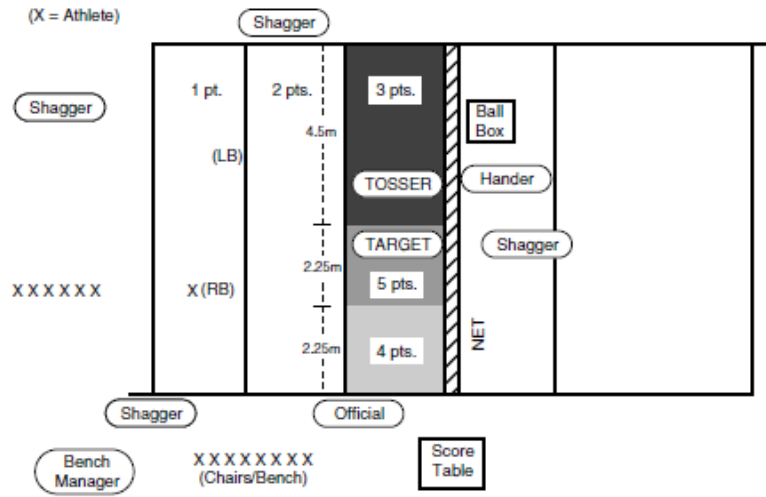 (X = Athlete)
Shagger
Shagger
1 pt.
2 pts.
3 pts.
Ball
Box
4.5m
(LB)
TOSSER
Hander
TARGET
Shagger
2.25m
X X X X X X
X (RB)
5 pts.
2.25m
4 pts.
NET
Shagger
Official
Bench
Manager
X X X X X X X X
(Chairs/Bench)
Score
Table